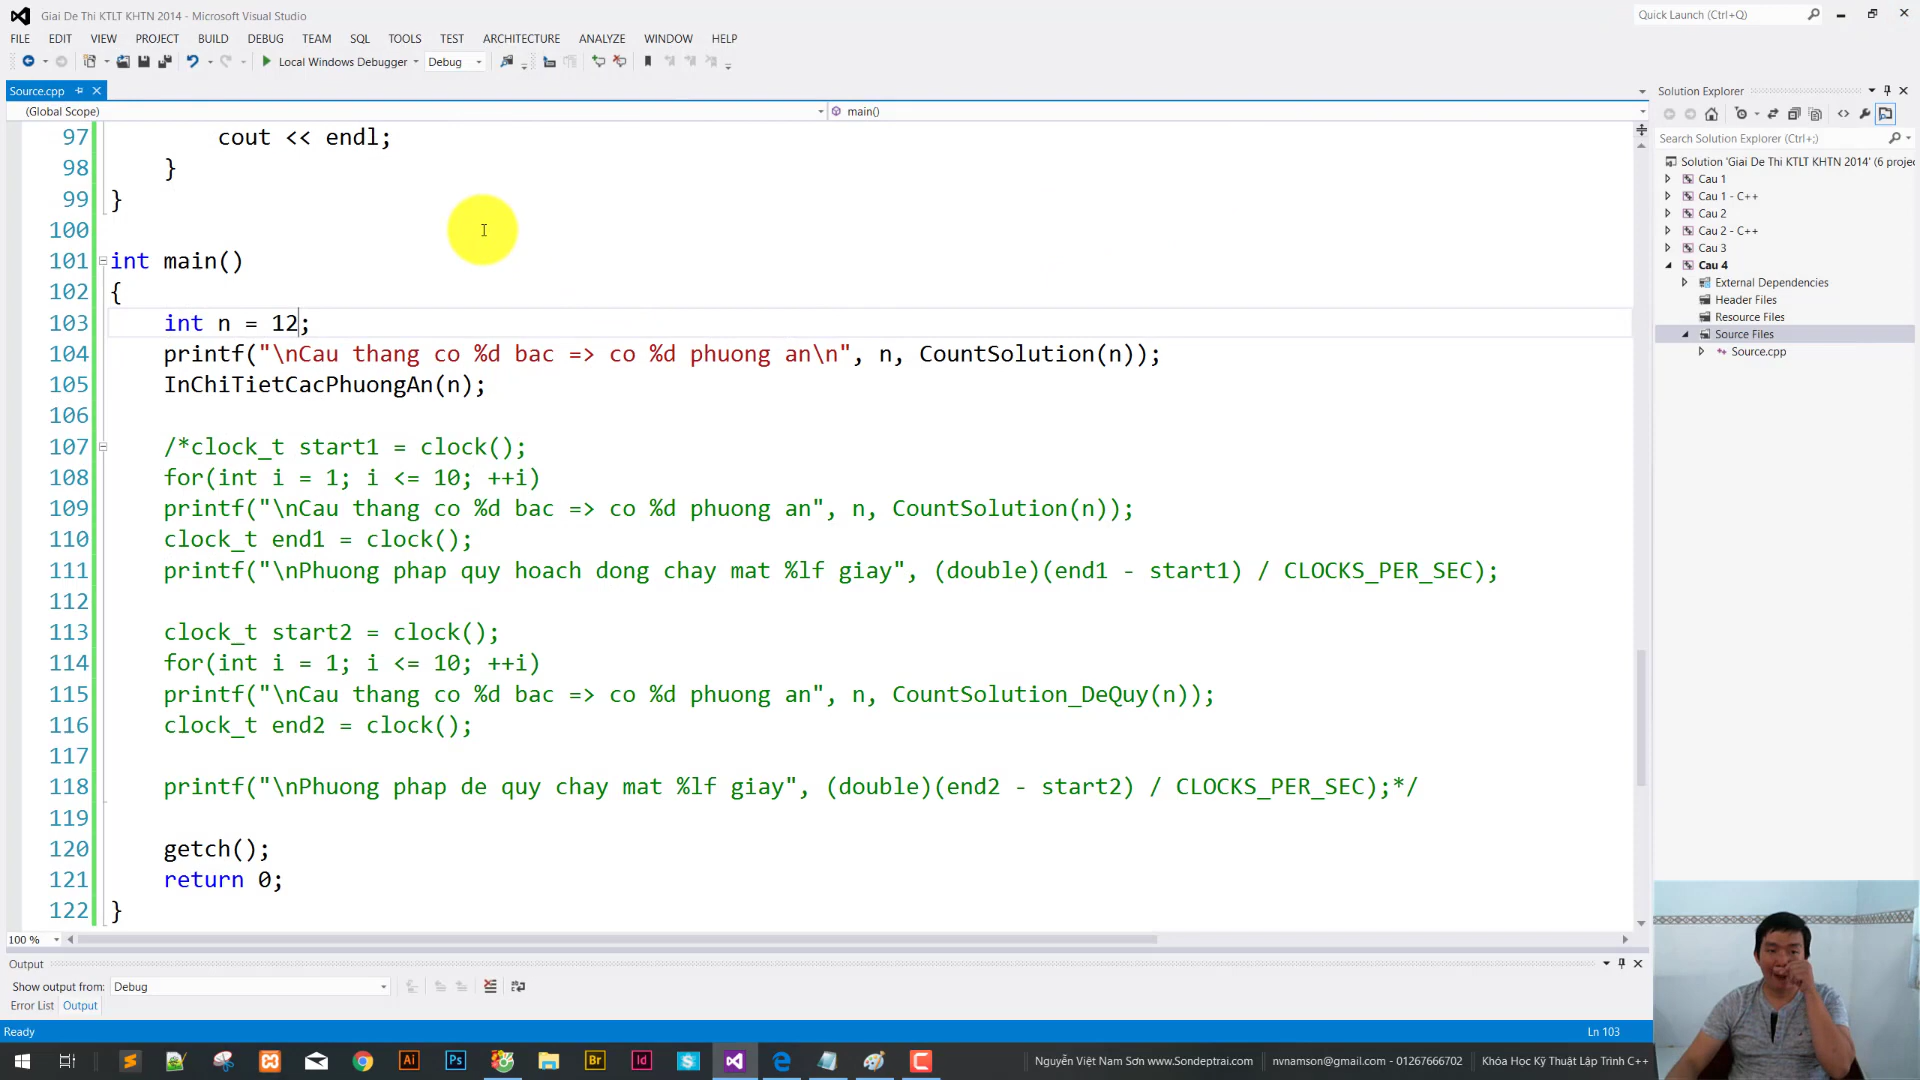 Giai De Thi KTLT KHTN 2014 - Microsoft Visual Studio
Quick Launch (Ctrl+Q)
FILE EDIT VIEW PROJECT BUILD DEBUG TEAM SQL TOOLS TEST ARCHITECTURE ANALYZE WINDOW HELP
Local Windows Debugger Debug
Source.cpp
(Global Scope) main()
97 cout << endl;
98 }
99 }
100
101 int main()
102 {
103 int n = 12;
104 printf("\nCau thang co %d bac => co %d phuong an\n", n, CountSolution(n));
105 InChiTietCacPhuongAn(n);
106
107 /*clock_t start1 = clock();
108 for(int i = 1; i <= 10; ++i)
109 printf("\nCau thang co %d bac => co %d phuong an", n, CountSolution(n));
110 clock_t end1 = clock();
111 printf("\nPhuong phap quy hoach dong chay mat %lf giay", (double)(end1 - start1) / CLOCKS_PER_SEC);
112
113 clock_t start2 = clock();
114 for(int i = 1; i <= 10; ++i)
115 printf("\nCau thang co %d bac => co %d phuong an", n, CountSolution_DeQuy(n));
116 clock_t end2 = clock();
117
118 printf("\nPhuong phap de quy chay mat %lf giay", (double)(end2 - start2) / CLOCKS_PER_SEC);*/
119
120 getch();
121 return 0;
122 }
100 %
Solution Explorer
Search Solution Explorer (Ctrl+;)
Solution 'Giai De Thi KTLT KHTN 2014' (6 projec
Cau 1
Cau 1 - C++
Cau 2
Cau 2 - C++
Cau 3
Cau 4
External Dependencies
Header Files
Resource Files
Source Files
Source.cpp
Output
Show output from: Debug
Error List Output
Ready Ln 103
Ai Ps Br Id
Nguyễn Việt Nam Sơn www.Sondeptrai.com nvnamson@gmail.com - 01267666702 Khóa Học Kỹ Thuật Lập Trình C++